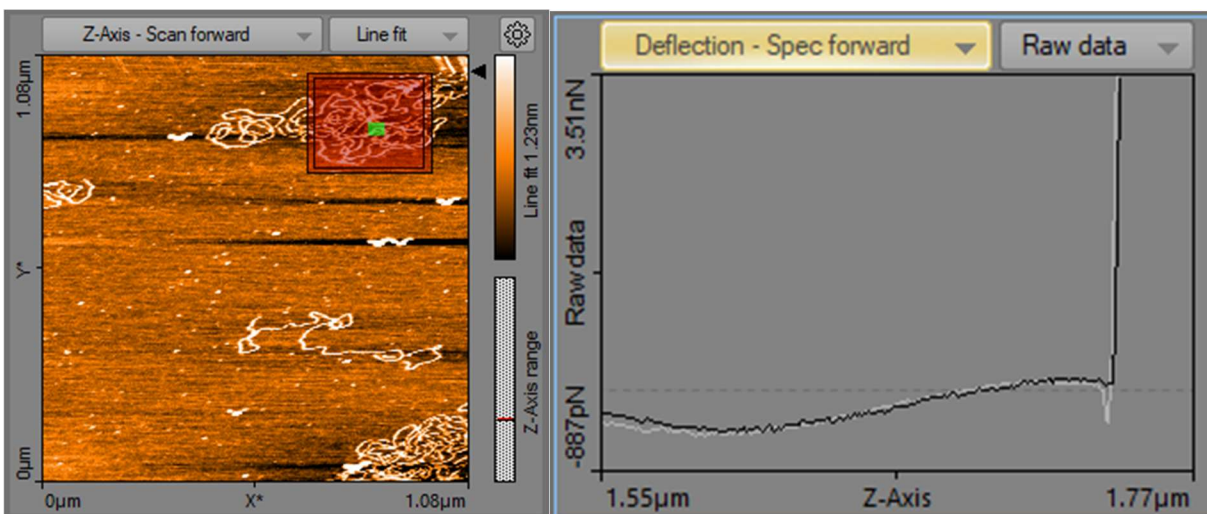 Z-Axis - Scan forward
Line fit
1.08µm
Y*
0µm
0µm
X*
1.08µm
Line fit 1.23nm
Z-Axis range
Deflection - Spec forward
Raw data
3.51nN
Raw data
-887pN
1.55µm
Z-Axis
1.77µm